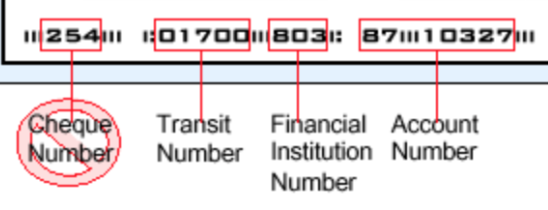 ⑈254⑈ ⑆01700⑉803⑆ 87⑈10327⑈
Cheque Number
Transit Number
Financial Institution Number
Account Number